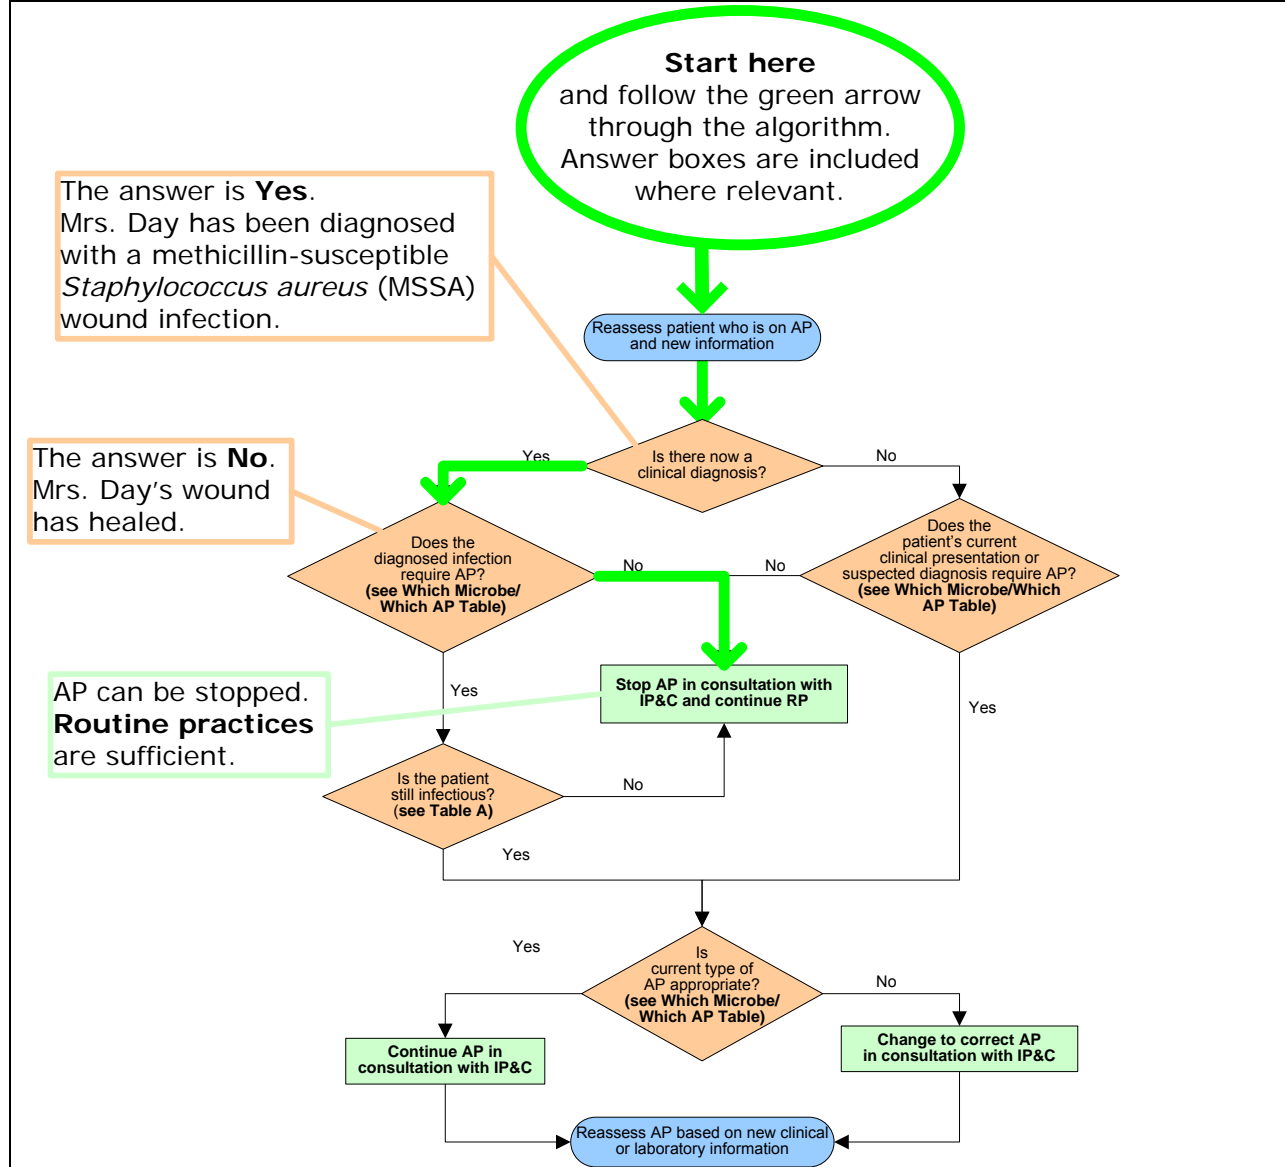 Start here
and follow the green arrow
through the algorithm.
Answer boxes are included
where relevant.
The answer is Yes.
Mrs. Day has been diagnosed
with a methicillin-susceptible
Staphylococcus aureus (MSSA)
wound infection.
Reassess patient who is on AP
and new information
Is there now a
clinical diagnosis?
Yes
No
The answer is No.
Mrs. Day's wound
has healed.
Does the
diagnosed infection
require AP?
(see Which Microbe/
Which AP Table)
No
No
Does the
patient's current
clinical presentation or
suspected diagnosis require AP?
(see Which Microbe/Which
AP Table)
AP can be stopped.
Routine practices
are sufficient.
Yes
Stop AP in consultation with
IP&C and continue RP
Yes
Is the patient
still infectious?
(see Table A)
No
Yes
Is
current type of
AP appropriate?
(see Which Microbe/
Which AP Table)
Yes
No
Continue AP in
consultation with IP&C
Change to correct AP
in consultation with IP&C
Reassess AP based on new clinical
or laboratory information